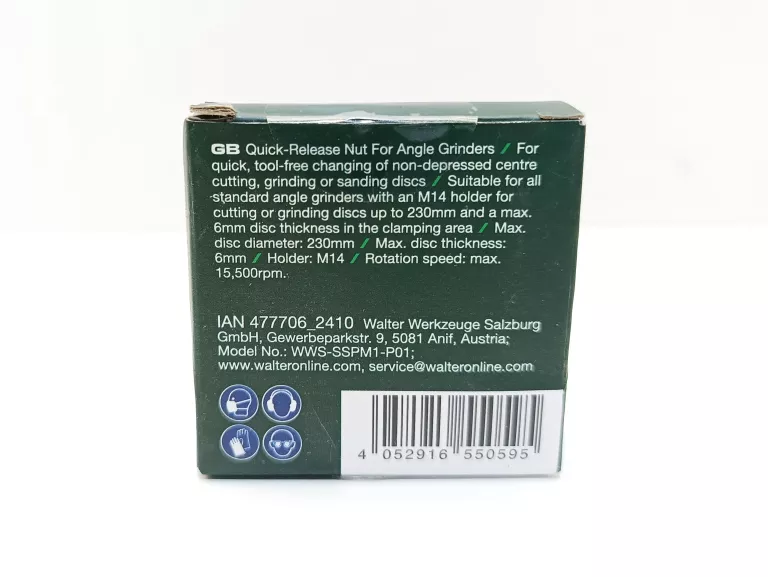 GB Quick-Release Nut For Angle Grinders / For
quick, tool-free changing of non-depressed centre
cutting, grinding or sanding discs / Suitable for all
standard angle grinders with an M14 holder for
cutting or grinding discs up to 230mm and a max.
6mm disc thickness in the clamping area / Max.
disc diameter: 230mm / Max. disc thickness:
6mm / Holder: M14 / Rotation speed: max.
15,500rpm.
IAN 477706_2410 Walter Werkzeuge Salzburg
GmbH, Gewerbeparkstr. 9, 5081 Anif, Austria;
Model No.: WWS-SSPM1-P01;
www.walteronline.com, service@walteronline.com
4 052916 550595